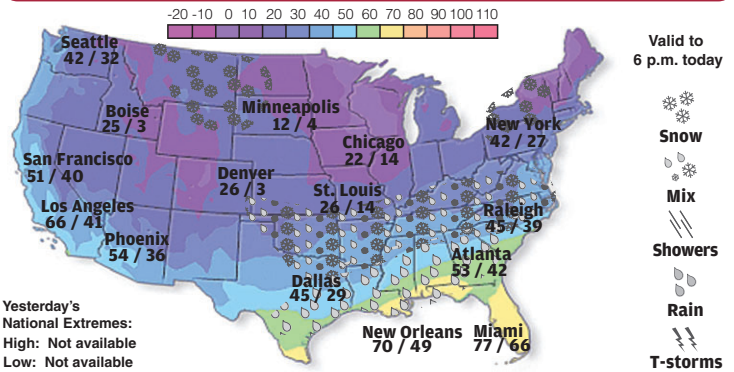 -20 -10 0 10 20 30 40 50 60 70 80 90 100 110
Seattle
42 / 32
Boise
25 / 3
Minneapolis
12 / 4
Chicago
22 / 14
New York
42 / 27
San Francisco
51 / 40
Denver
26 / 3
St. Louis
26 / 14
Los Angeles
66 / 41
Raleigh
45 / 39
Phoenix
54 / 36
Atlanta
53 / 42
Dallas
45 / 29
New Orleans
70 / 49
Miami
77 / 66
Yesterday's
National Extremes:
High: Not available
Low: Not available
Valid to
6 p.m. today
Snow
Mix
Showers
Rain
T-storms